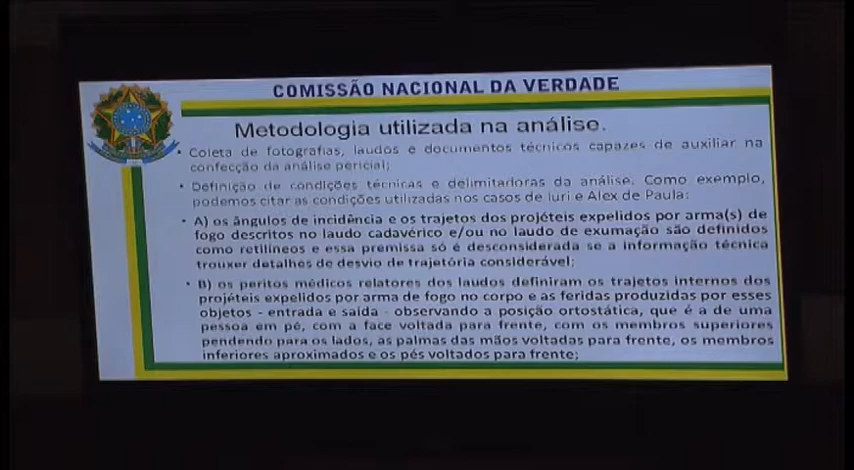 COMISSÃO NACIONAL DA VERDADE
Metodologia utilizada na análise.
• Coleta de fotografias, laudos e documentos técnicos capazes de auxiliar na
confecção da análise pericial;
• Definição de condições técnicas e delimitadoras da análise. Como exemplo,
podemos citar as condições utilizadas nos casos de Iuri e Alex de Paula:
• A) os ângulos de incidência e os trajetos dos projéteis expelidos por arma(s) de
fogo descritos no laudo cadavérico e/ou no laudo de exumação são definidos
como retilíneos e essa premissa só é desconsiderada se a informação técnica
trouxer detalhes de desvio de trajetória considerável;
• B) os peritos médicos relatores dos laudos definiram os trajetos internos dos
projéteis expelidos por arma de fogo no corpo e as feridas produzidas por esses
objetos - entrada e saída - observando a posição ortostática, que é a de uma
pessoa em pé, com a face voltada para frente, com os membros superiores
pendendo para os lados, as palmas das mãos voltadas para frente, os membros
inferiores aproximados e os pés voltados para frente;